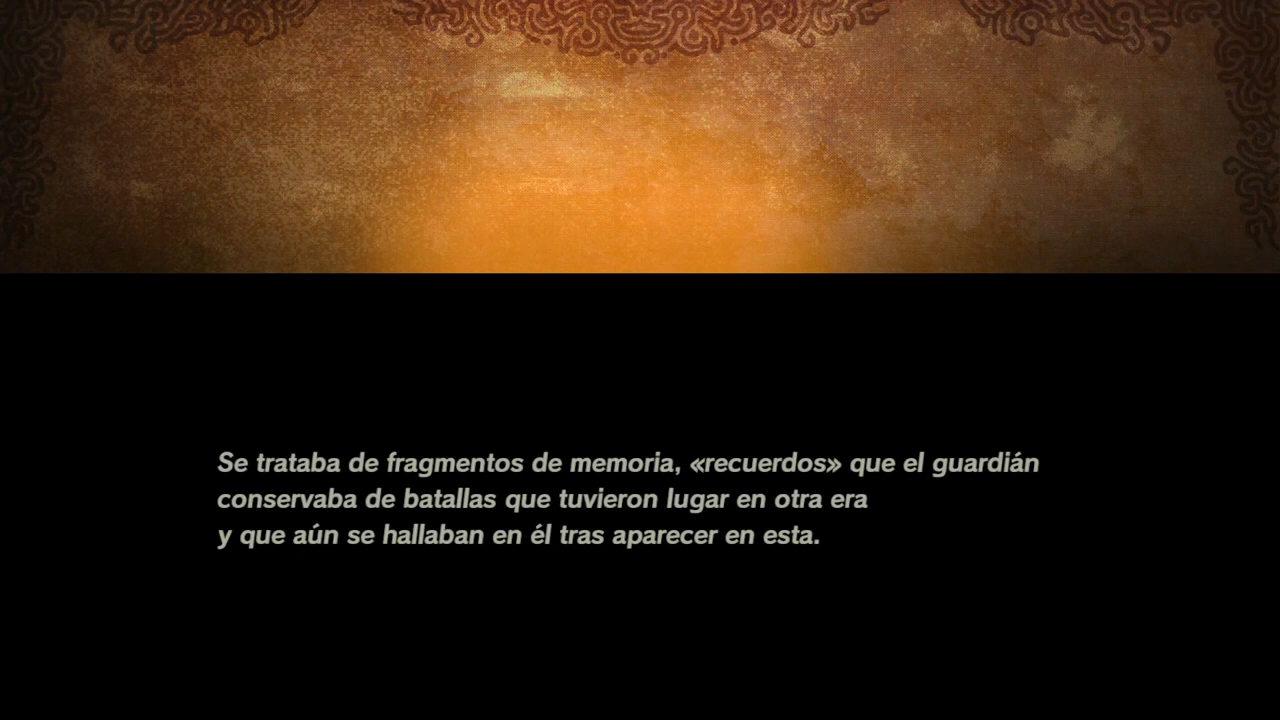 Se trataba de fragmentos de memoria, «recuerdos» que el guardián
conservaba de batallas que tuvieron lugar en otra era
y que aún se hallaban en él tras aparecer en esta.